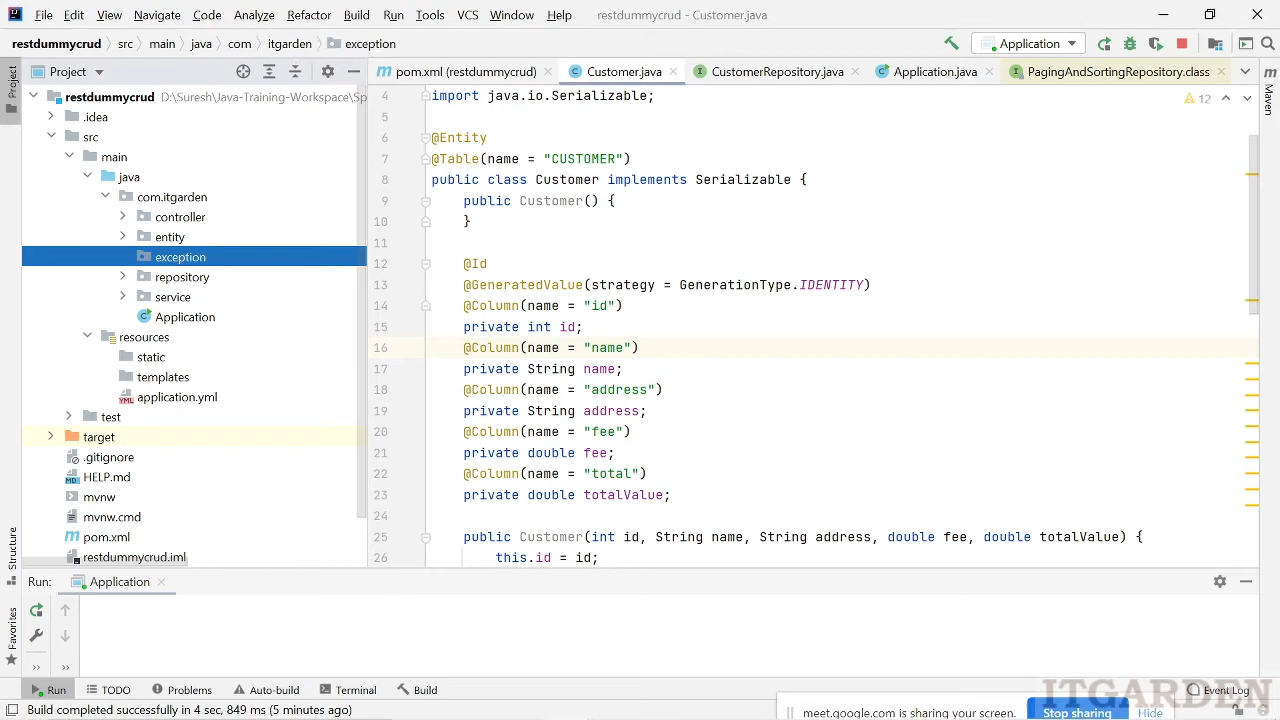 File Edit View Navigate Code Analyze Refactor Build Run Tools VCS Window Help restdummycrud - Customer.java
restdummycrud src main java com itgarden exception Application
Project
pom.xml (restdummycrud) Customer.java CustomerRepository.java Application.java PagingAndSortingRepository.class
Project
Maven
12
restdummycrud D:\Suresh\Java-Training-Workspace\Sp
.idea
src
main
java
com.itgarden
controller
entity
exception
repository
service
Application
resources
static
templates
application.yml
test
target
.gitignore
HELP.md
mvnw
mvnw.cmd
pom.xml
restdummycrud.iml
4 import java.io.Serializable;
5
6 @Entity
7 @Table(name = "CUSTOMER")
8 public class Customer implements Serializable {
9 public Customer() {
10 }
11
12 @Id
13 @GeneratedValue(strategy = GenerationType.IDENTITY)
14 @Column(name = "id")
15 private int id;
16 @Column(name = "name")
17 private String name;
18 @Column(name = "address")
19 private String address;
20 @Column(name = "fee")
21 private double fee;
22 @Column(name = "total")
23 private double totalValue;
24
25 public Customer(int id, String name, String address, double fee, double totalValue) {
26 this.id = id;
Structure
Favorites
Run: Application
Run TODO Problems Auto-build Terminal Build Event Log
Build completed successfully in 4 sec, 849 ms (5 minutes ago)
meet.google.com is sharing your screen. Stop sharing Hide
ITGARDEN